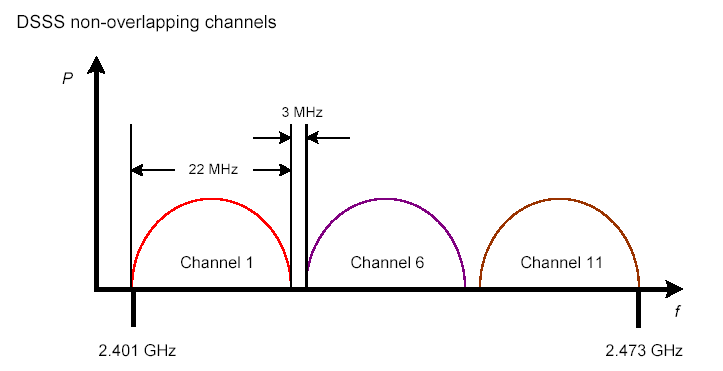 DSSS non-overlapping channels
P
3 MHz
22 MHz
Channel 1
Channel 6
Channel 11
f
2.401 GHz
2.473 GHz